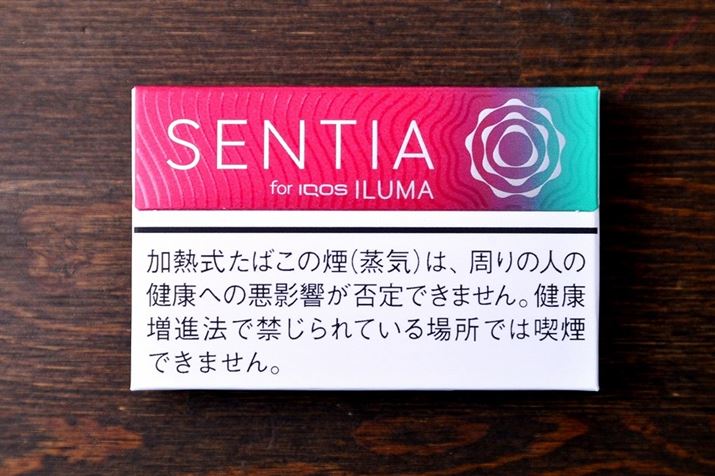 SENTIA
for IQOS ILUMA
加熱式たばこの煙(蒸気)は、周りの人の
健康への悪影響が否定できません。健康
増進法で禁じられている場所では喫煙
できません。